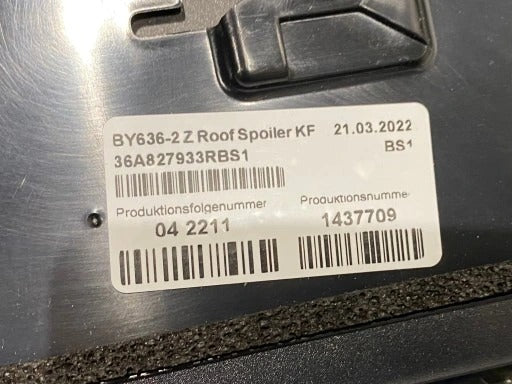 BY636-2 Z Roof Spoiler KF 21.03.2022
36A827933RBS1 BS1
Produktionsfolgenummer Produktionsnumme
04 2211 1437709